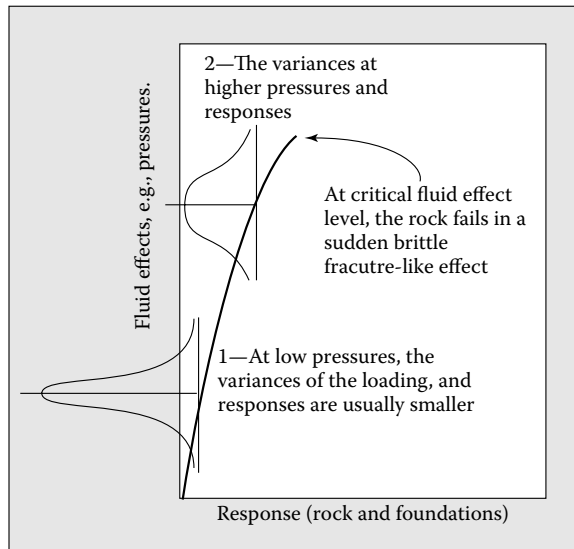 2—The variances at
higher pressures and
responses
Fluid effects, e.g., pressures.
At critical fluid effect
level, the rock fails in a
sudden brittle
fracutre-like effect
1—At low pressures, the
variances of the loading, and
responses are usually smaller
Response (rock and foundations)